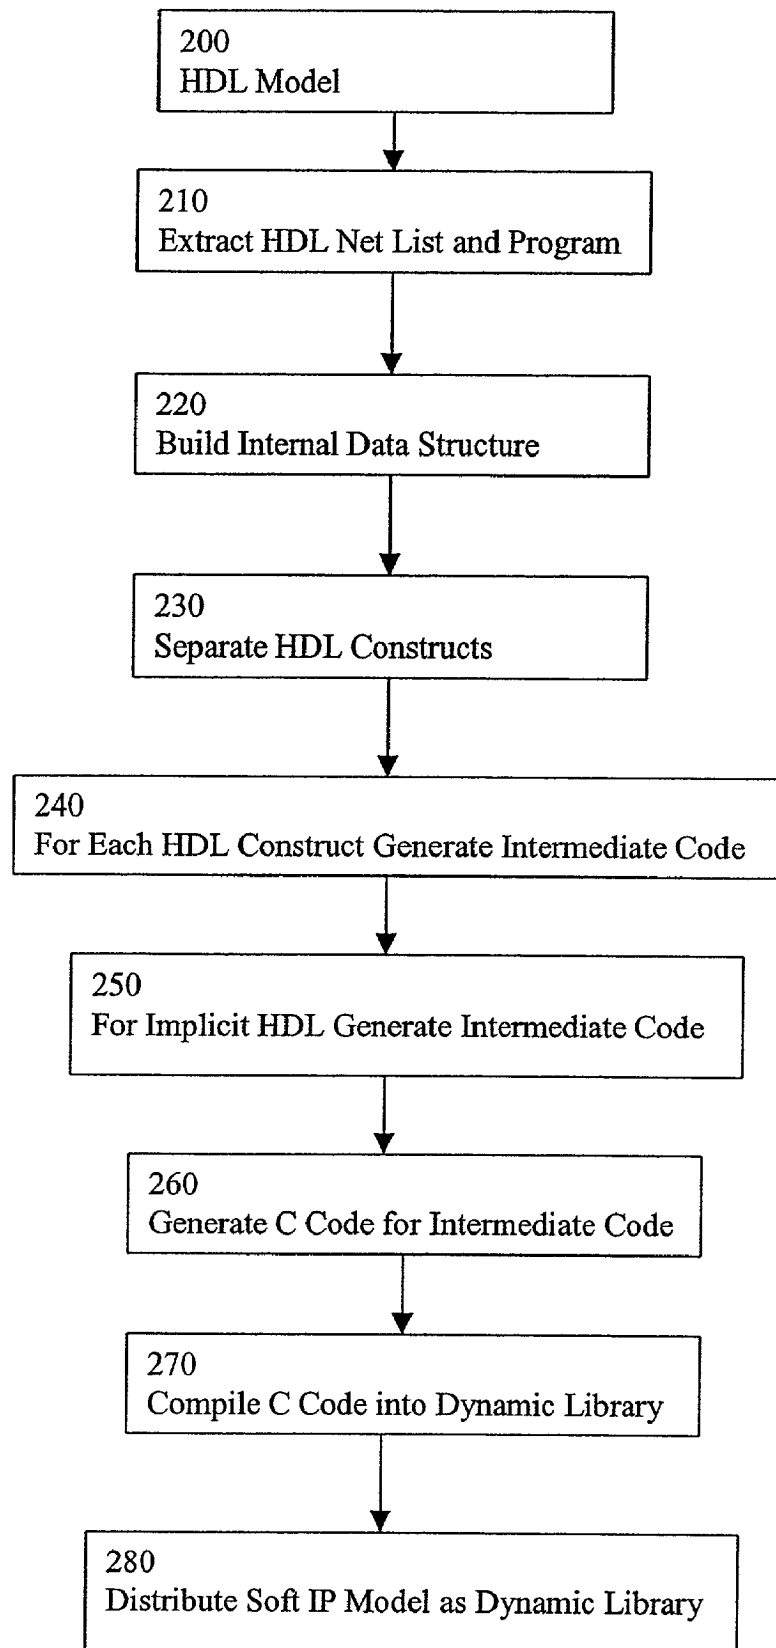 200
HDL Model
210
Extract HDL Net List and Program
220
Build Internal Data Structure
230
Separate HDL Constructs
240
For Each HDL Construct Generate Intermediate Code
250
For Implicit HDL Generate Intermediate Code
260
Generate C Code for Intermediate Code
270
Compile C Code into Dynamic Library
280
Distribute Soft IP Model as Dynamic Library